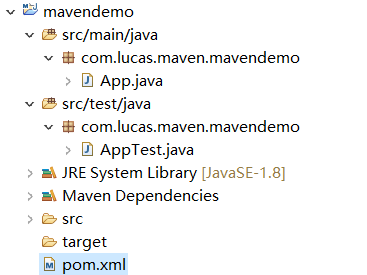 mavendemo
src/main/java
com.lucas.maven.mavendemo
App.java
src/test/java
com.lucas.maven.mavendemo
AppTest.java
JRE System Library [JavaSE-1.8]
Maven Dependencies
src
target
pom.xml